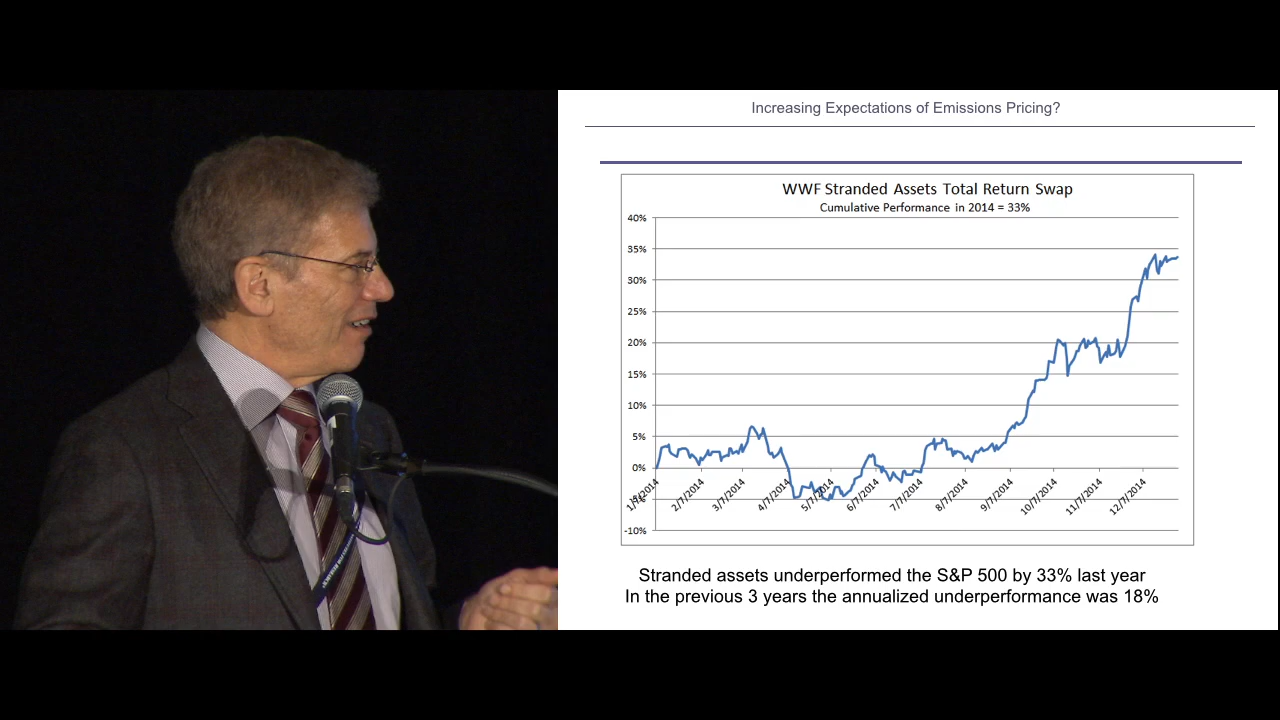 Increasing Expectations of Emissions Pricing?
WWF Stranded Assets Total Return Swap
Cumulative Performance in 2014 = 33%
40%
35%
30%
25%
20%
15%
10%
5%
0%
-5%
-10%
1/7/2014 2/7/2014 3/7/2014 4/7/2014 5/7/2014 6/7/2014 7/7/2014 8/7/2014 9/7/2014 10/7/2014 11/7/2014 12/7/2014
Stranded assets underperformed the S&P 500 by 33% last year
In the previous 3 years the annualized underperformance was 18%